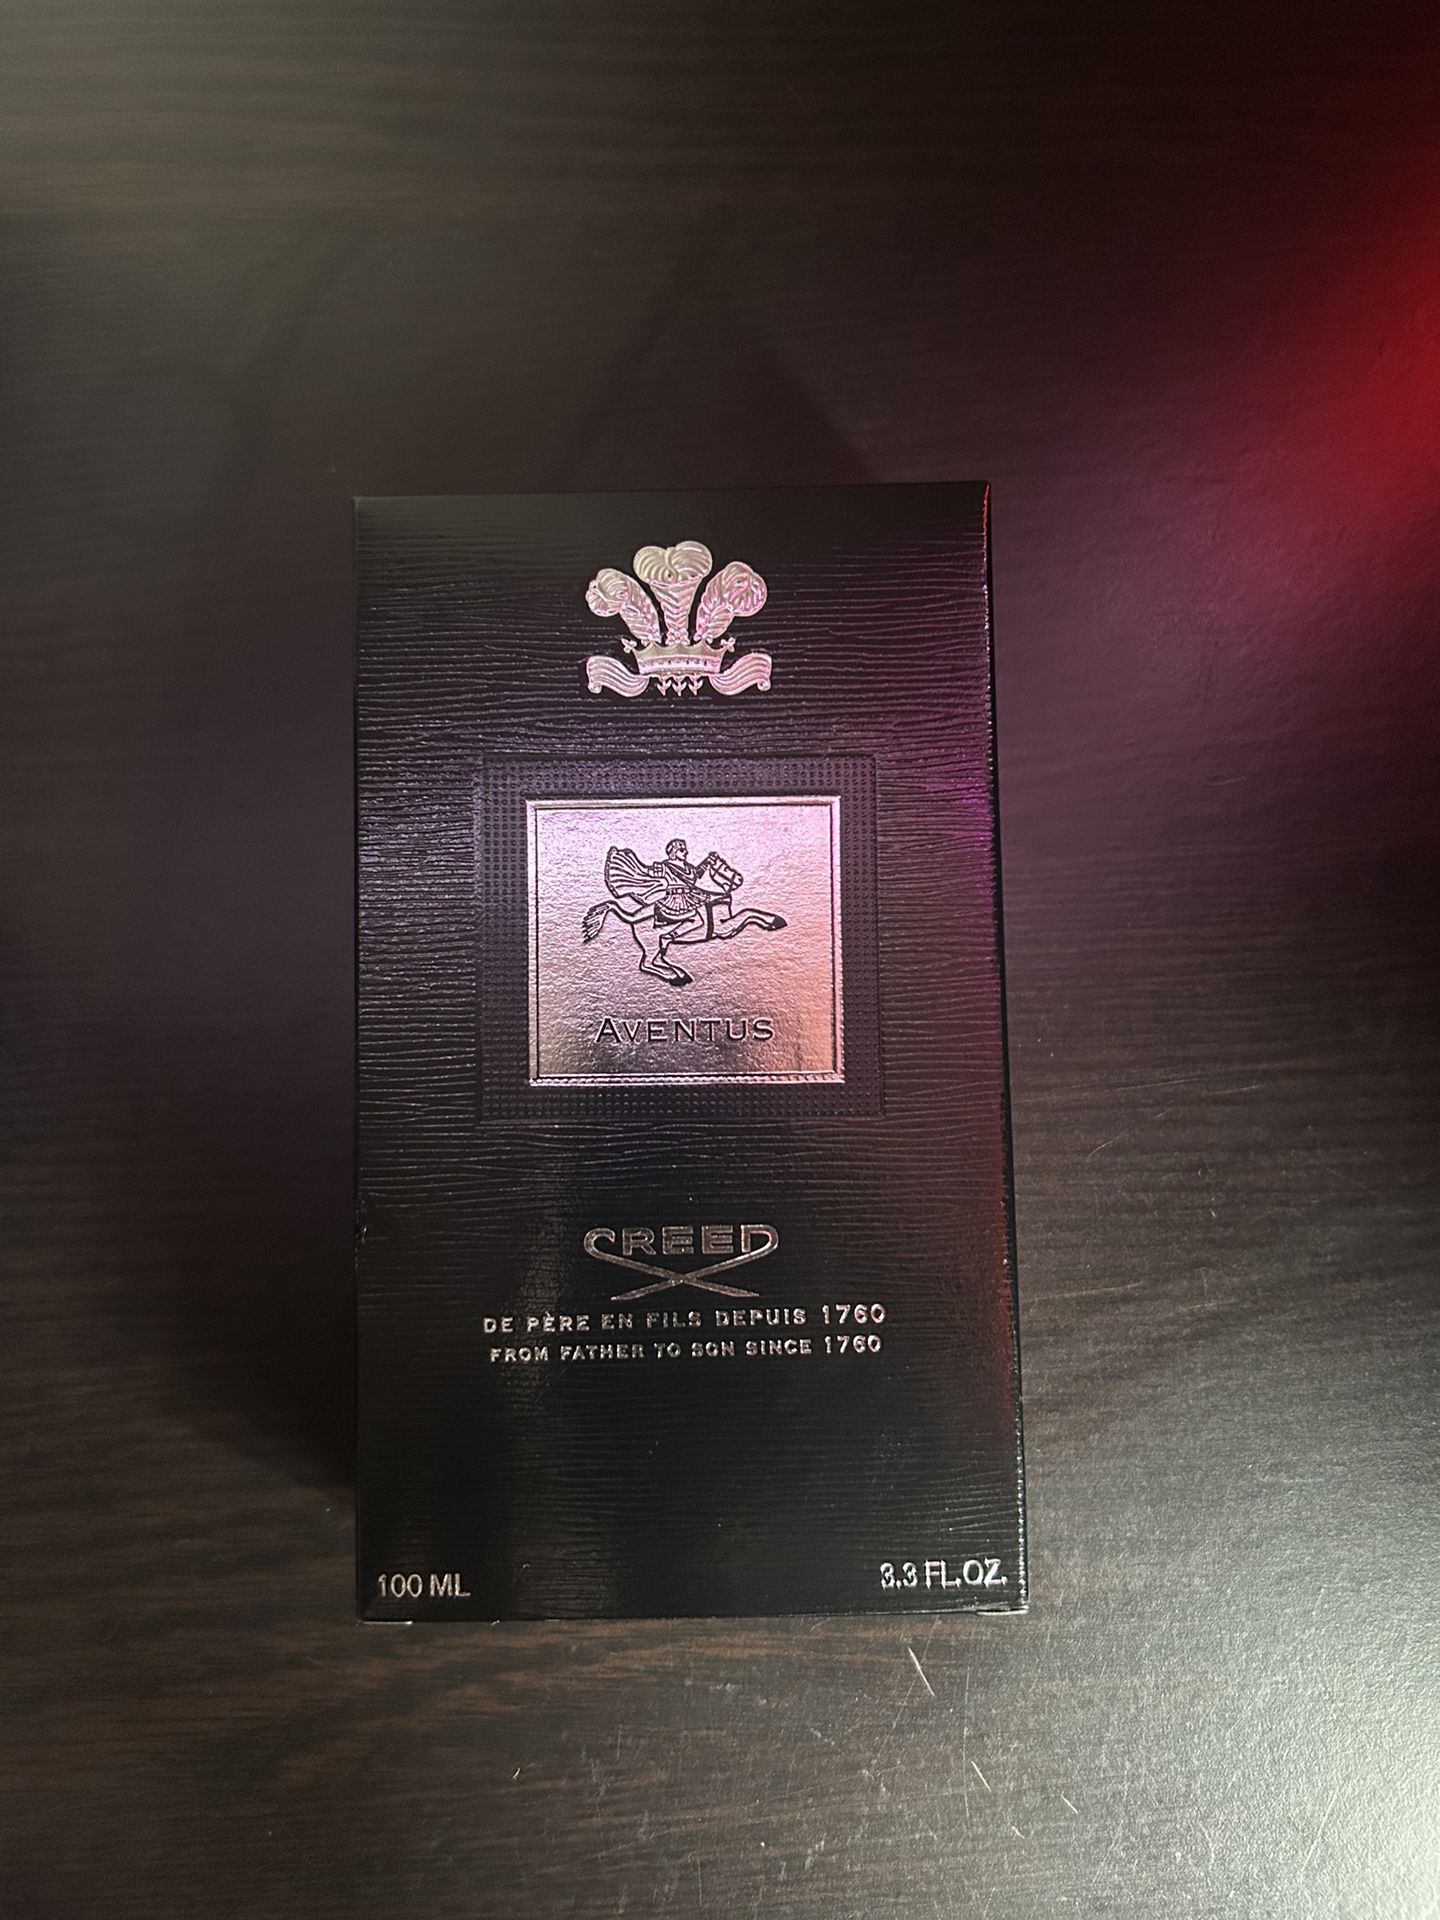 AVENTUS
CREED
DE PÈRE EN FILS DEPUIS 1760
FROM FATHER TO SON SINCE 1760
100 ML
3.3 FL.OZ.